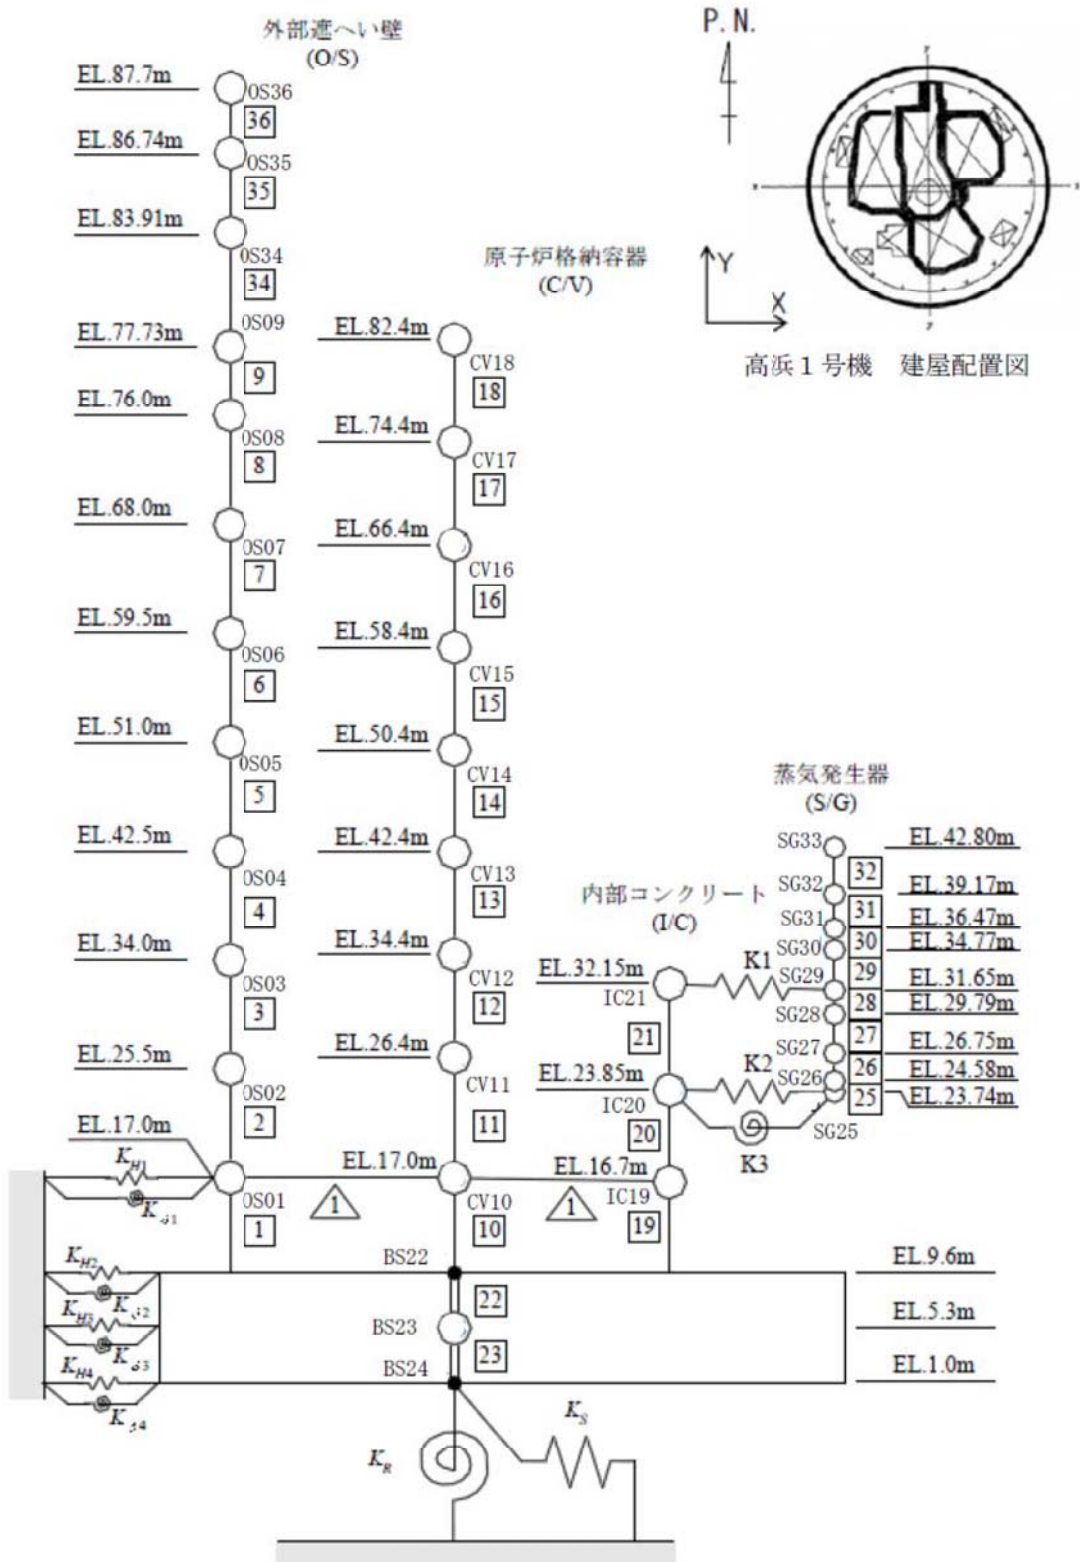 外部遮へい壁
(O/S)
P.N.
EL.87.7m
OS36
36
EL.86.74m
OS35
35
EL.83.91m
OS34
34
EL.77.73m
OS09
9
EL.76.0m
OS08
8
EL.68.0m
OS07
7
EL.59.5m
OS06
6
EL.51.0m
OS05
5
EL.42.5m
OS04
4
EL.34.0m
OS03
3
EL.25.5m
OS02
2
EL.17.0m
OS01
1
原子炉格納容器
(C/V)
EL.82.4m
CV18
18
EL.74.4m
CV17
17
EL.66.4m
CV16
16
EL.58.4m
CV15
15
EL.50.4m
CV14
14
EL.42.4m
CV13
13
EL.34.4m
CV12
12
EL.26.4m
CV11
11
EL.17.0m
CV10
10
1
1
Y
X
x
x
高浜1号機 建屋配置図
内部コンクリート
(I/C)
EL.32.15m
IC21
21
EL.23.85m
IC20
20
EL.16.7m
IC19
19
K1
K2
K3
蒸気発生器
(S/G)
SG33
EL.42.80m
32
SG32
EL.39.17m
31
SG31
EL.36.47m
30
SG30
EL.34.77m
29
SG29
EL.31.65m
28
SG28
EL.29.79m
27
SG27
EL.26.75m
26
SG26
EL.24.58m
25
SG25
EL.23.74m
BS22
22
BS23
23
BS24
EL.9.6m
EL.5.3m
EL.1.0m
K_H1
K_H2
K_H3
K_H4
K_R
K_S